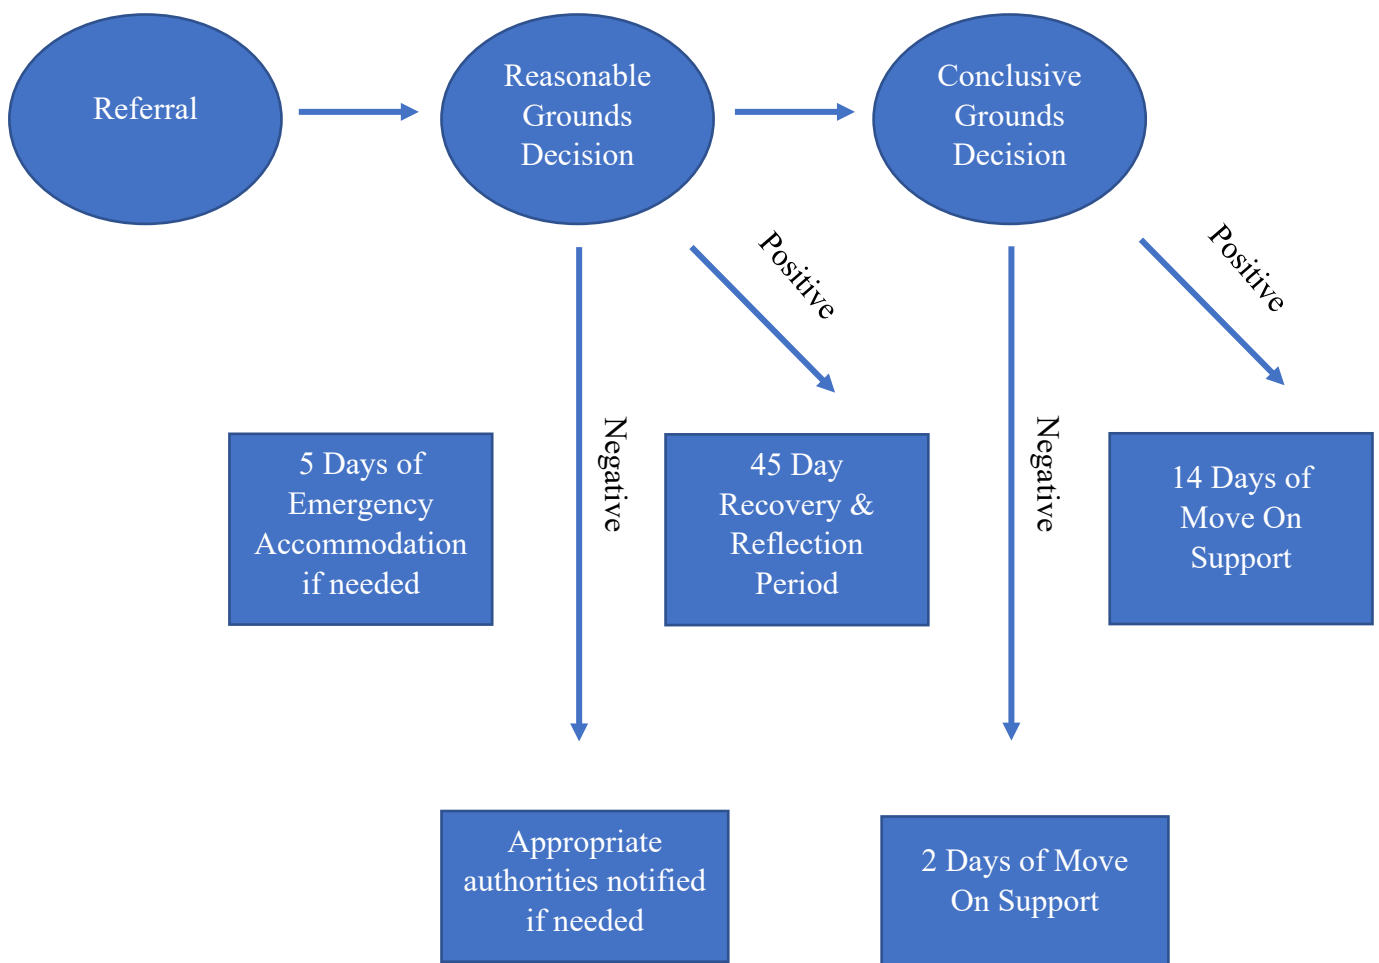 Referral
Reasonable
Grounds
Decision
Conclusive
Grounds
Decision
Positive
Positive
5 Days of
Emergency
Accommodation
if needed
Negative
45 Day
Recovery &
Reflection
Period
Negative
14 Days of
Move On
Support
Appropriate
authorities notified
if needed
2 Days of Move
On Support